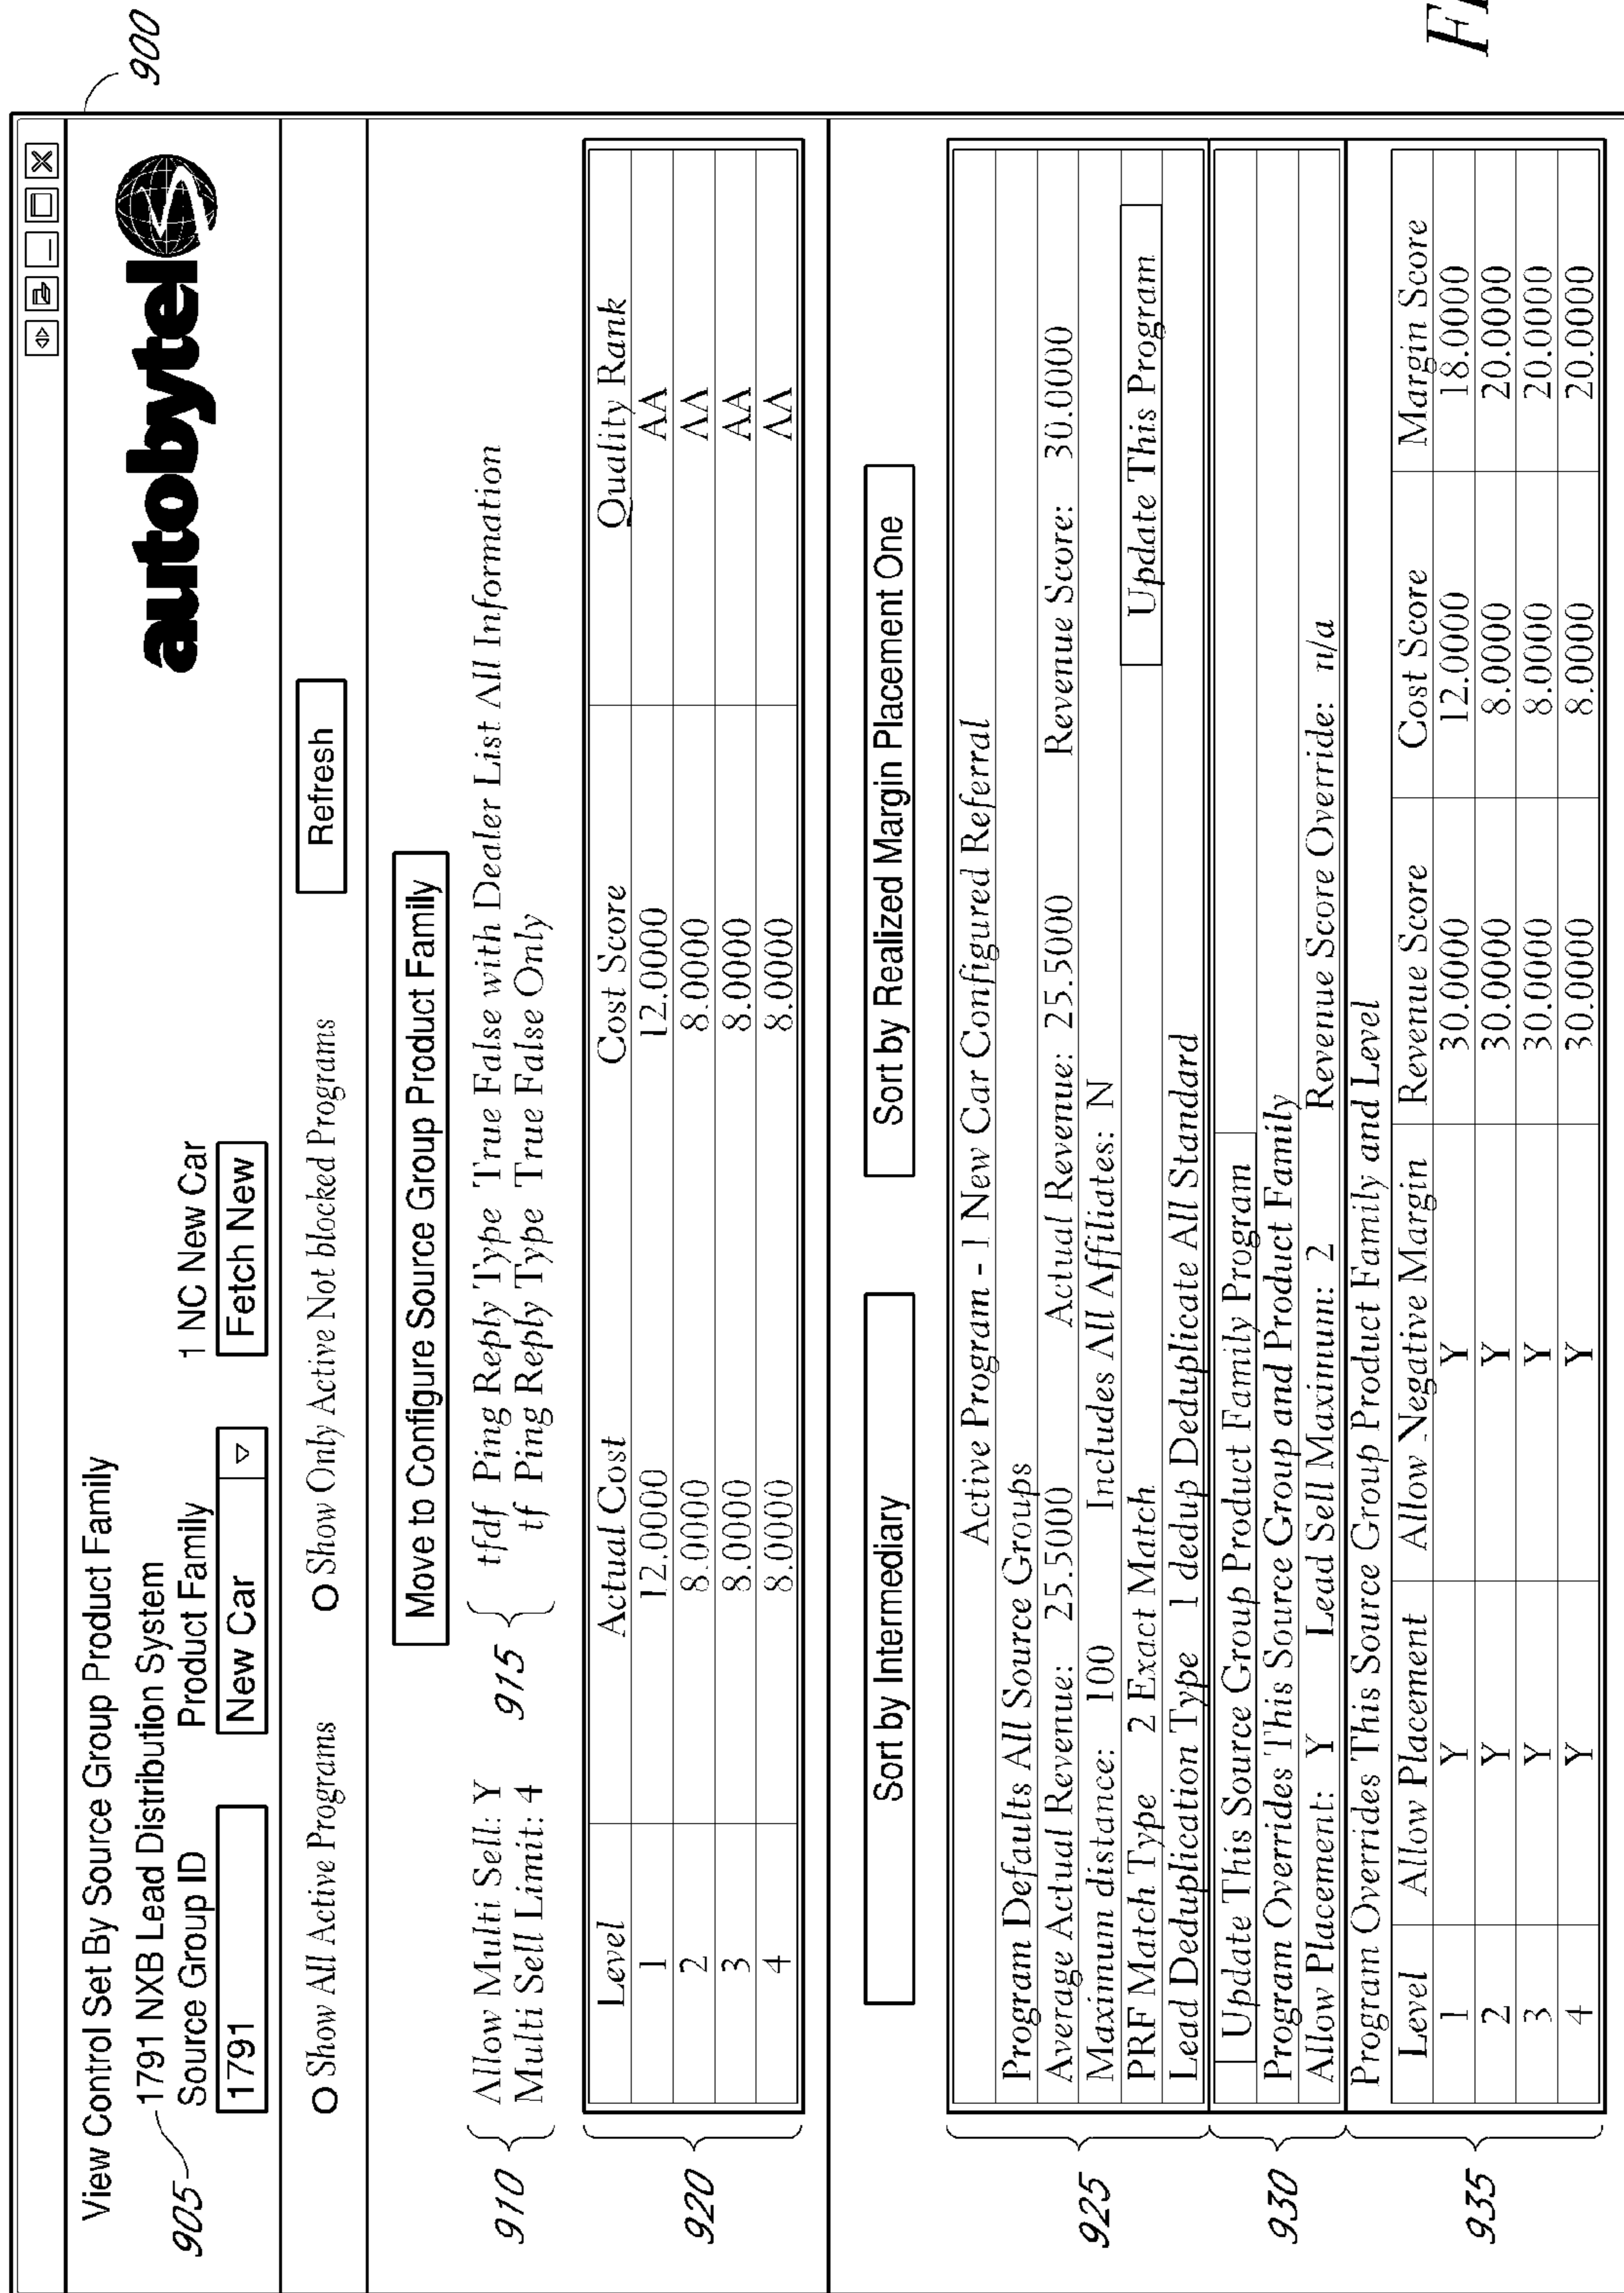 900
View Control Set By Source Group Product Family
autobytel
905
1791 NXB Lead Distribution System
Source Group ID Product Family 1 NC New Car
1791 New Car Fetch New
Show All Active Programs Show Only Active Not blocked Programs Refresh
Move to Configure Source Group Product Family
910
Allow Multi Sell: Y
Multi Sell Limit: 4
915
tfdf Ping Reply Type True False with Dealer List All Information
tf Ping Reply Type True False Only
920
Level Actual Cost Cost Score Quality Rank
1 12.0000 12.0000 AA
2 8.0000 8.0000 AA
3 8.0000 8.0000 AA
4 8.0000 8.0000 AA
Sort by Intermediary Sort by Realized Margin Placement One
925
Active Program - 1 New Car Configured Referral
Program Defaults All Source Groups
Average Actual Revenue: 25.5000 Actual Revenue: 25.5000 Revenue Score: 30.0000
Maximum distance: 100 Includes All Affiliates: N
PRF Match Type 2 Exact Match Update This Program
Lead Deduplication Type 1 dedup Deduplicate All Standard
930
Update This Source Group Product Family Program
Program Overrides This Source Group and Product Family
Allow Placement: Y Lead Sell Maximum: 2 Revenue Score Override: n/a
935
Program Overrides This Source Group Product Family and Level
Level Allow Placement Allow Negative Margin Revenue Score Cost Score Margin Score
1 Y Y 30.0000 12.0000 18.0000
2 Y Y 30.0000 8.0000 20.0000
3 Y Y 30.0000 8.0000 20.0000
4 Y Y 30.0000 8.0000 20.0000